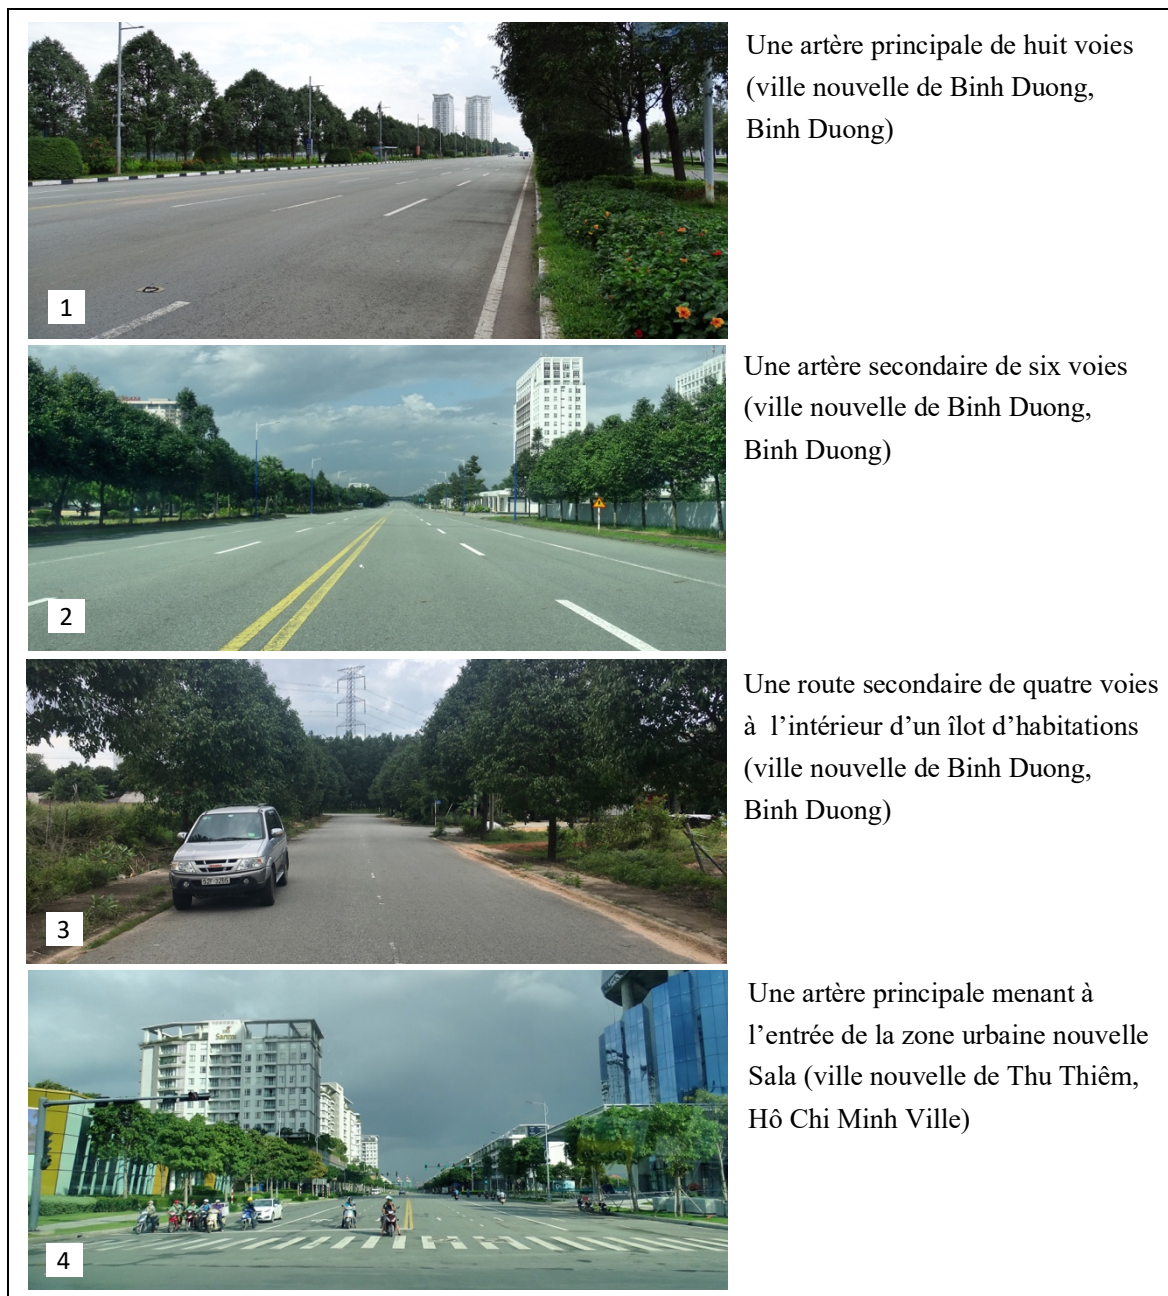 Une artère principale de huit voies
(ville nouvelle de Binh Duong,
Binh Duong)
1
Une artère secondaire de six voies
(ville nouvelle de Binh Duong,
Binh Duong)
2
Une route secondaire de quatre voies
à l’intérieur d’un îlot d’habitations
(ville nouvelle de Binh Duong,
Binh Duong)
3
Une artère principale menant à
l’entrée de la zone urbaine nouvelle
Sala (ville nouvelle de Thu Thiêm,
Hô Chi Minh Ville)
4